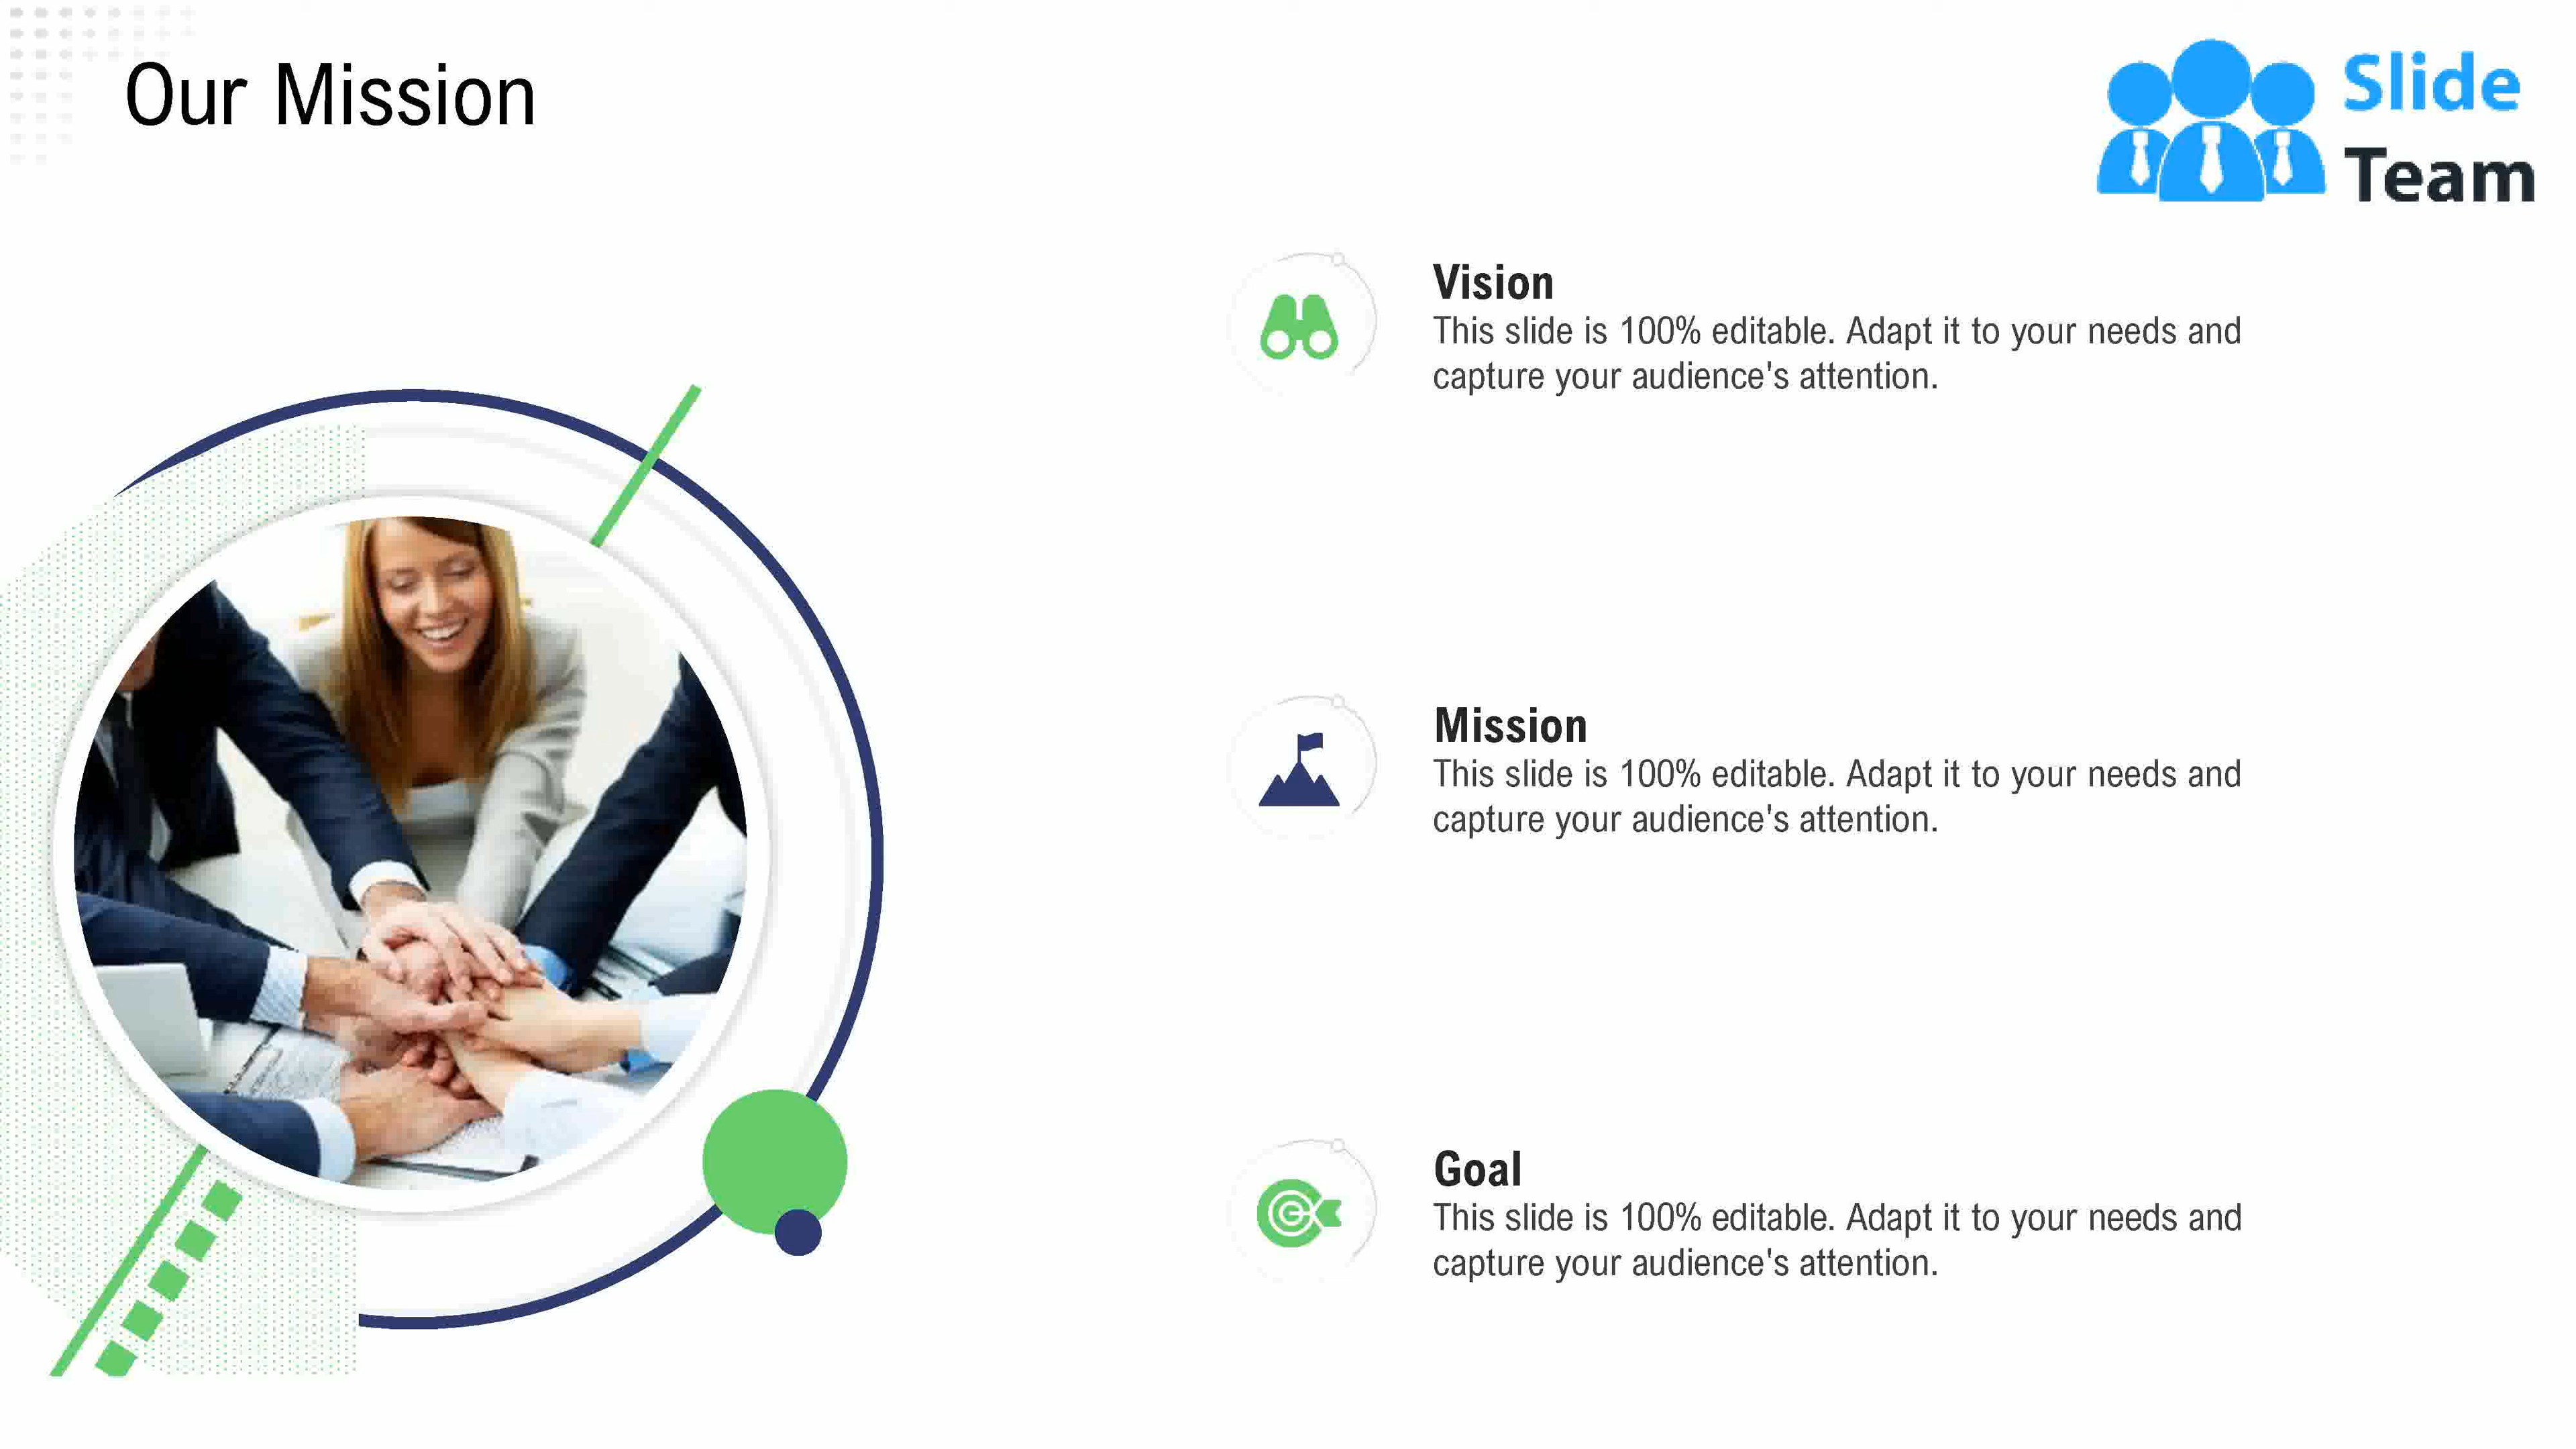 Our Mission
Slide
Team
Vision
This slide is 100% editable. Adapt it to your needs and
capture your audience's attention.
Mission
This slide is 100% editable. Adapt it to your needs and
capture your audience's attention.
Goal
This slide is 100% editable. Adapt it to your needs and
capture your audience's attention.